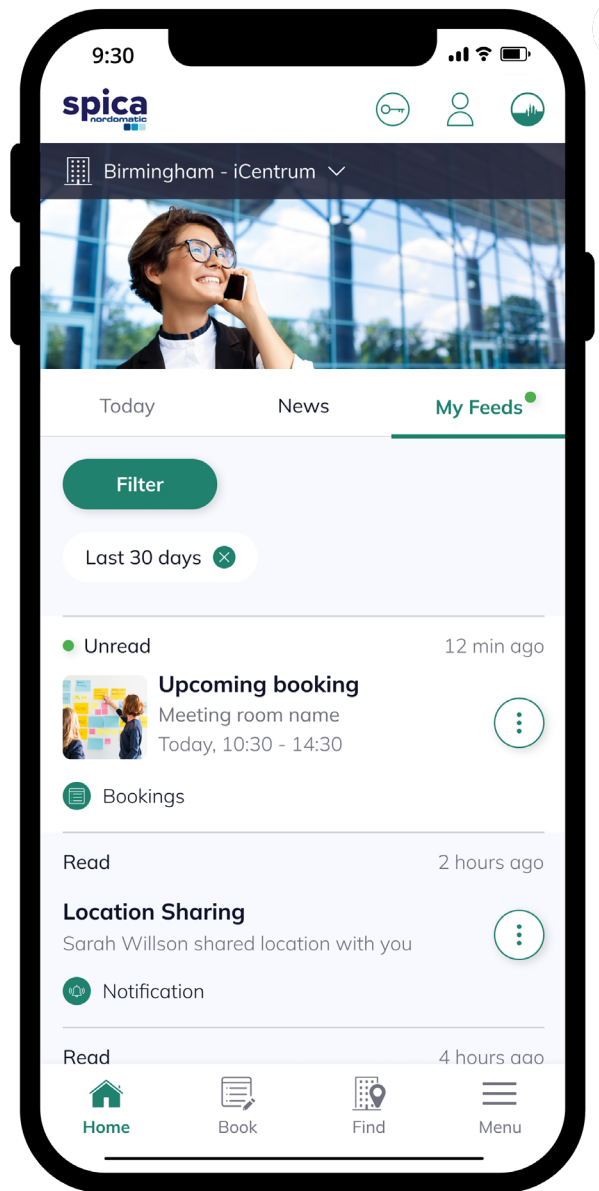 9:30
spica
nordomatic
Birmingham - iCentrum
Today
News
My Feeds
Filter
Last 30 days
Unread
12 min ago
Upcoming booking
Meeting room name
Today, 10:30 - 14:30
Bookings
Read
2 hours ago
Location Sharing
Sarah Willson shared location with you
Notification
Read
4 hours ago
Home
Book
Find
Menu